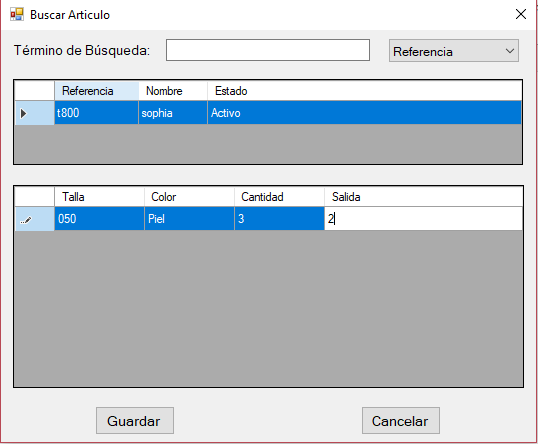 Buscar Articulo
Término de Búsqueda: Referencia
Referencia Nombre Estado
t800 sophia Activo
Talla Color Cantidad Salida
050 Piel 3 2
Guardar Cancelar